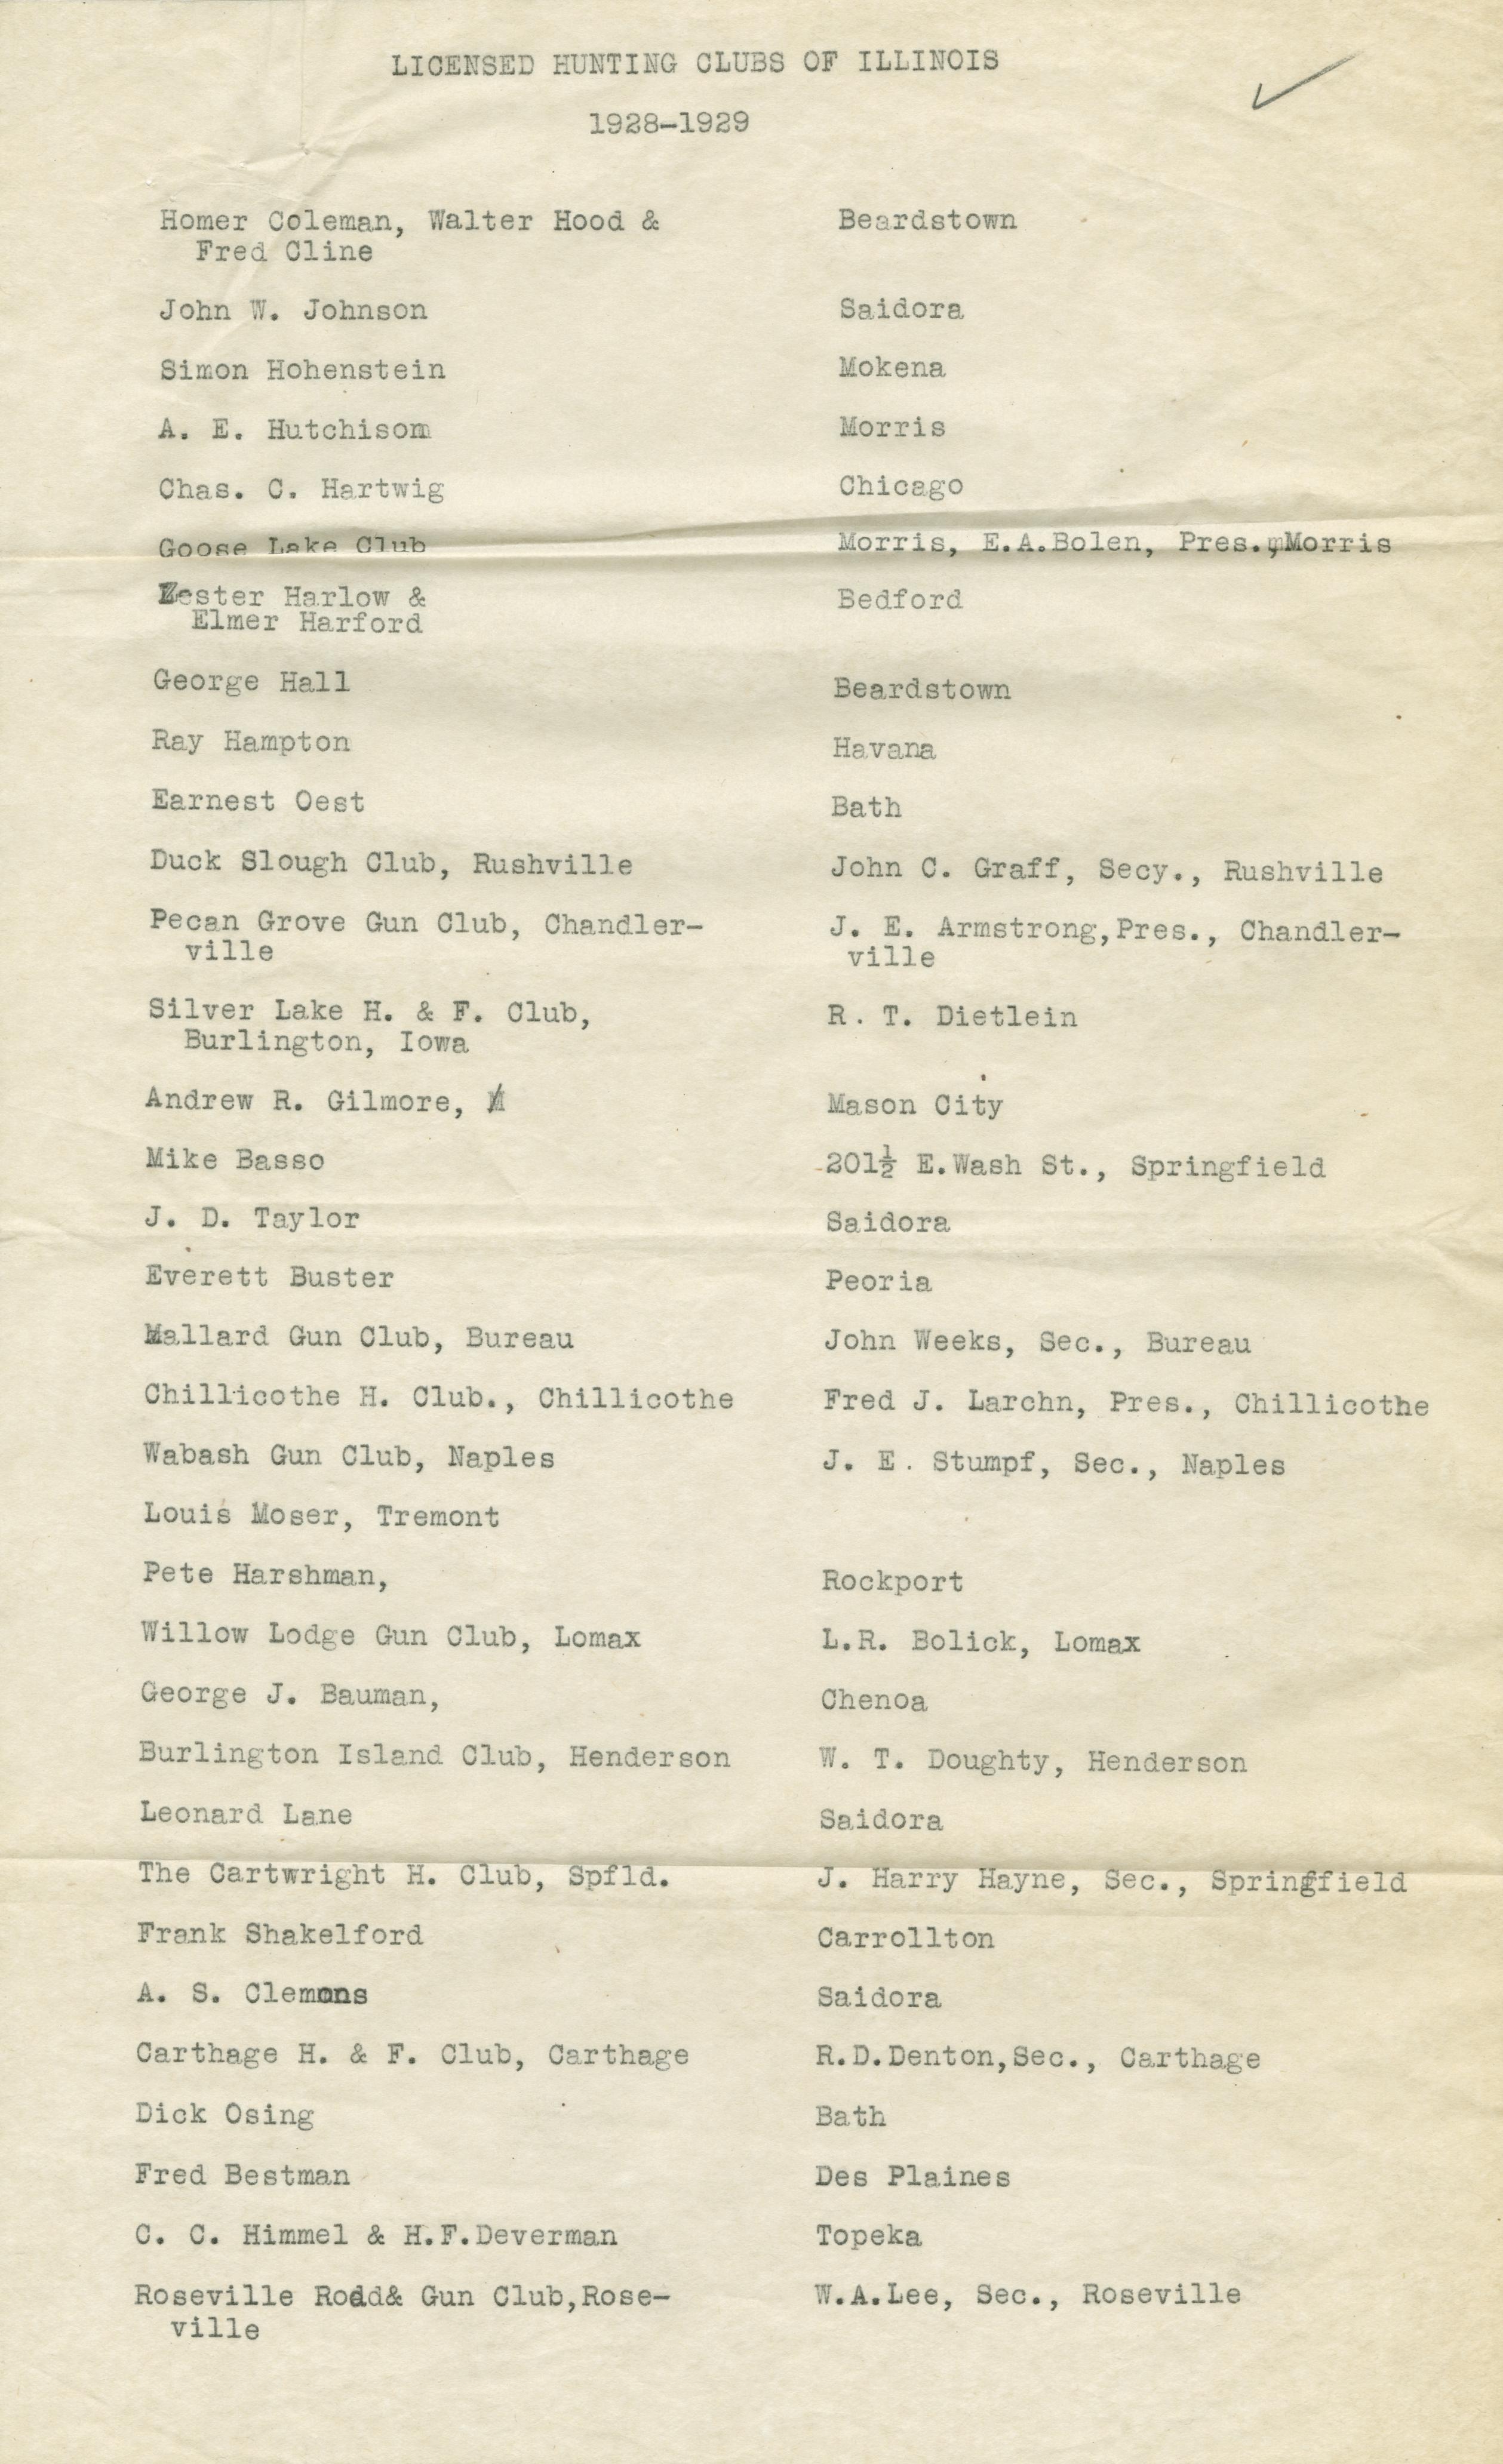 LICENSED HUNTING CLUBS OF ILLINOIS
1928-1929
Homer Coleman, Walter Hood & Beardstown
Fred Cline
John W. Johnson Saidora
Simon Hohenstein Mokena
A. E. Hutchison Morris
Chas. C. Hartwig Chicago
Goose Lake Club Morris, E.A.Bolen, Pres., Morris
Lester Harlow & Bedford
Elmer Harford
George Hall Beardstown
Ray Hampton Havana
Earnest Oest Bath
Duck Slough Club, Rushville John C. Graff, Secy., Rushville
Pecan Grove Gun Club, Chandler- J. E. Armstrong,Pres., Chandler-
ville ville
Silver Lake H. & F. Club, R. T. Dietlein
Burlington, Iowa
Andrew R. Gilmore, Mason City
Mike Basso 201½ E.Wash St., Springfield
J. D. Taylor Saidora
Everett Buster Peoria
Mallard Gun Club, Bureau John Weeks, Sec., Bureau
Chillicothe H. Club., Chillicothe Fred J. Larchn, Pres., Chillicothe
Wabash Gun Club, Naples J. E. Stumpf, Sec., Naples
Louis Moser, Tremont
Pete Harshman, Rockport
Willow Lodge Gun Club, Lomax L.R. Bolick, Lomax
George J. Bauman, Chenoa
Burlington Island Club, Henderson W. T. Doughty, Henderson
Leonard Lane Saidora
The Cartwright H. Club, Spfld. J. Harry Hayne, Sec., Springfield
Frank Shakelford Carrollton
A. S. Clemons Saidora
Carthage H. & F. Club, Carthage R.D.Denton,Sec., Carthage
Dick Osing Bath
Fred Bestman Des Plaines
C. C. Himmel & H.F.Deverman Topeka
Roseville Rodd& Gun Club,Rose- W.A.Lee, Sec., Roseville
ville